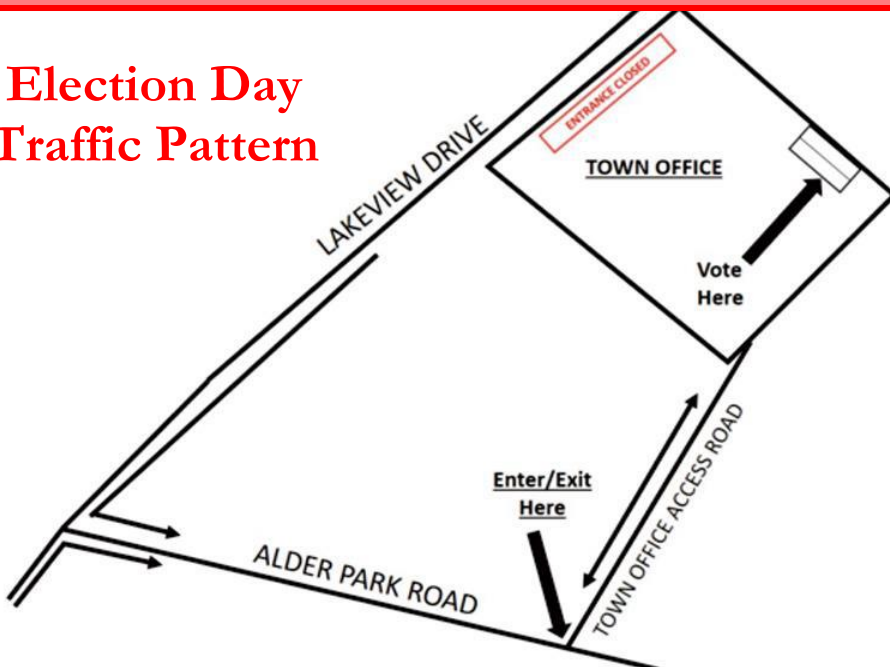 Election Day
Traffic Pattern
ENTRANCE CLOSED
LAKEVIEW DRIVE
TOWN OFFICE
Vote
Here
Enter/Exit
Here
TOWN OFFICE ACCESS ROAD
ALDER PARK ROAD